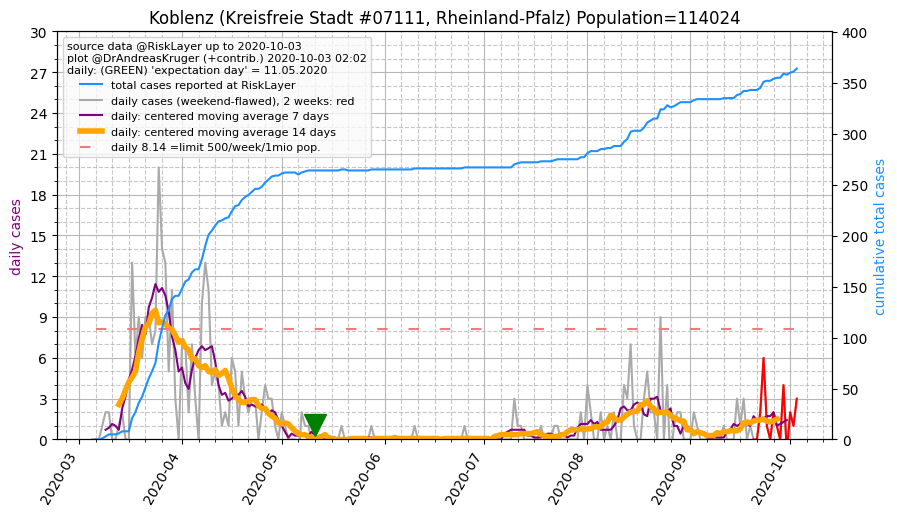 Koblenz (Kreisfreie Stadt #07111, Rheinland-Pfalz) Population=114024
source data @RiskLayer up to 2020-10-03
plot @DrAndreasKruger (+contrib.) 2020-10-03 02:02
daily: (GREEN) 'expectation day' = 11.05.2020
total cases reported at RiskLayer
daily cases (weekend-flawed), 2 weeks: red
daily: centered moving average 7 days
daily: centered moving average 14 days
daily 8.14 =limit 500/week/1mio pop.
daily cases
30
27
24
21
18
15
12
9
6
3
0
cumulative total cases
400
350
300
250
200
150
100
50
0
2020-03
2020-04
2020-05
2020-06
2020-07
2020-08
2020-09
2020-10